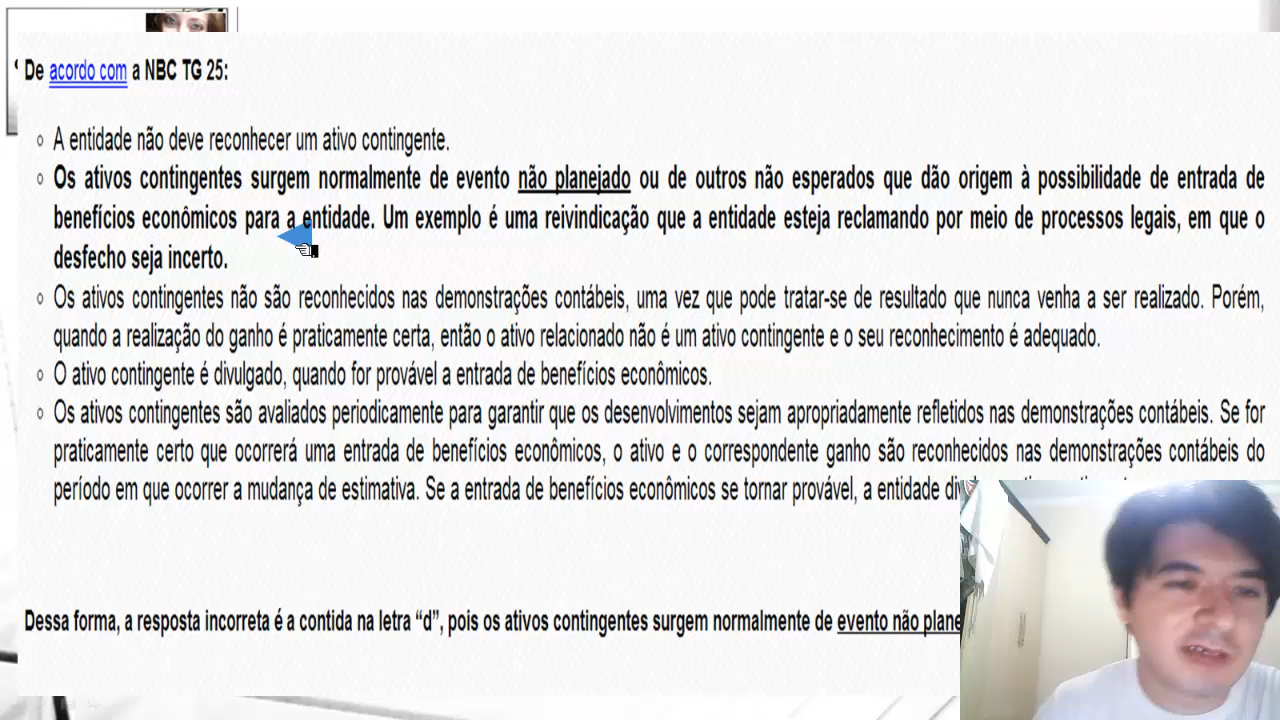 De acordo com a NBC TG 25:
A entidade não deve reconhecer um ativo contingente.
Os ativos contingentes surgem normalmente de evento não planejado ou de outros não esperados que dão origem à possibilidade de entrada de
benefícios econômicos para a entidade. Um exemplo é uma reivindicação que a entidade esteja reclamando por meio de processos legais, em que o
desfecho seja incerto.
Os ativos contingentes não são reconhecidos nas demonstrações contábeis, uma vez que pode tratar-se de resultado que nunca venha a ser realizado. Porém,
quando a realização do ganho é praticamente certa, então o ativo relacionado não é um ativo contingente e o seu reconhecimento é adequado.
O ativo contingente é divulgado, quando for provável a entrada de benefícios econômicos.
Os ativos contingentes são avaliados periodicamente para garantir que os desenvolvimentos sejam apropriadamente refletidos nas demonstrações contábeis. Se for
praticamente certo que ocorrerá uma entrada de benefícios econômicos, o ativo e o correspondente ganho são reconhecidos nas demonstrações contábeis do
período em que ocorrer a mudança de estimativa. Se a entrada de benefícios econômicos se tornar provável, a entidade
Dessa forma, a resposta incorreta é a contida na letra “d”, pois os ativos contingentes surgem normalmente de evento não